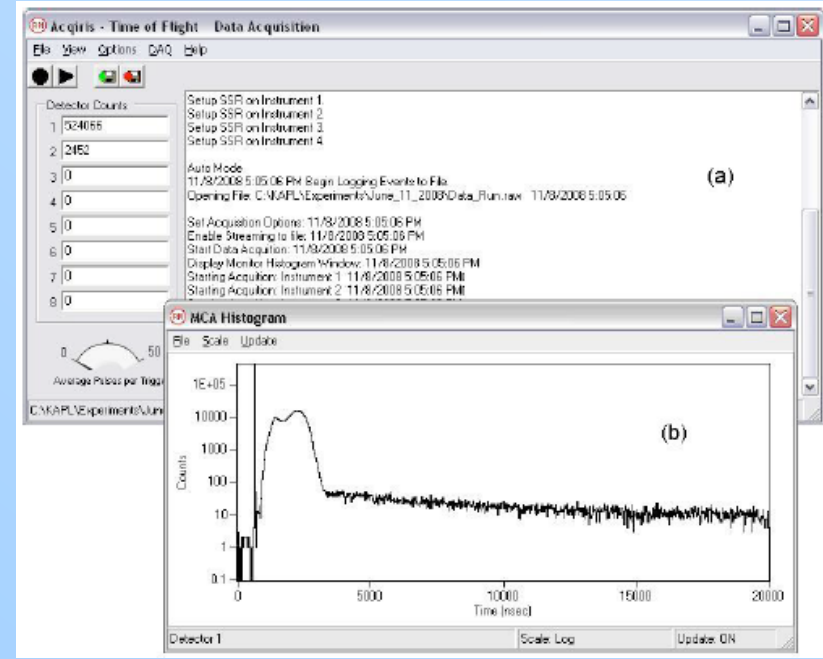 Acqiris - Time of Flight Data Acquisition
File View Options DAQ Help
Detector Counts
1 524066
2 2452
3 0
4 0
5 0
6 0
7 0
8 0
0 50
Average Pulses per Trigge
C:\KAPL\Experiments\June
Setup SSR on Instrument 1.
Setup SSR on Instrument 2.
Setup SSR on Instrument 3.
Setup SSR on Instrument 4.
Auto Mode
11/8/2008 5:05:06 PM Begin Logging Events to File.
Opening File: C:\KAPL\Experiments\June_11_2008\Data_Run.raw 11/8/2008 5:05:06
Set Acquisition Options: 11/8/2008 5:05:06 PM
Enable Streaming to file: 11/8/2008 5:05:06 PM
Start Data Acquition: 11/8/2008 5:05:06 PM
Display Monitor Histogram Window: 11/8/2008 5:05:06 PM
Starting Acquition: Instrument 1 11/8/2008 5:05:06 PM
Starting Acquition: Instrument 2 11/8/2008 5:05:06 PM
(a)
MCA Histogram
File Scale Update
1E+05
10000
1000
100
10
1
0.1
Counts
0 5000 10000 15000 20000
Time (nsec)
(b)
Detector 1 Scale: Log Update: ON